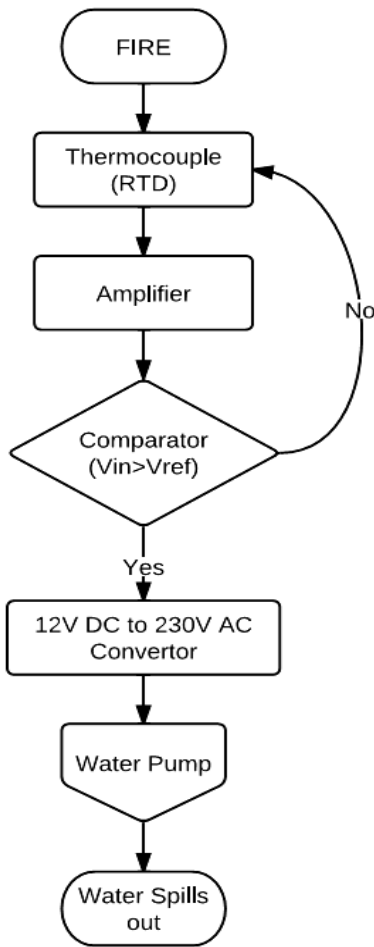 FIRE
Thermocouple
(RTD)
Amplifier
No
Comparator
(Vin>Vref)
Yes
12V DC to 230V AC
Convertor
Water Pump
Water Spills
out